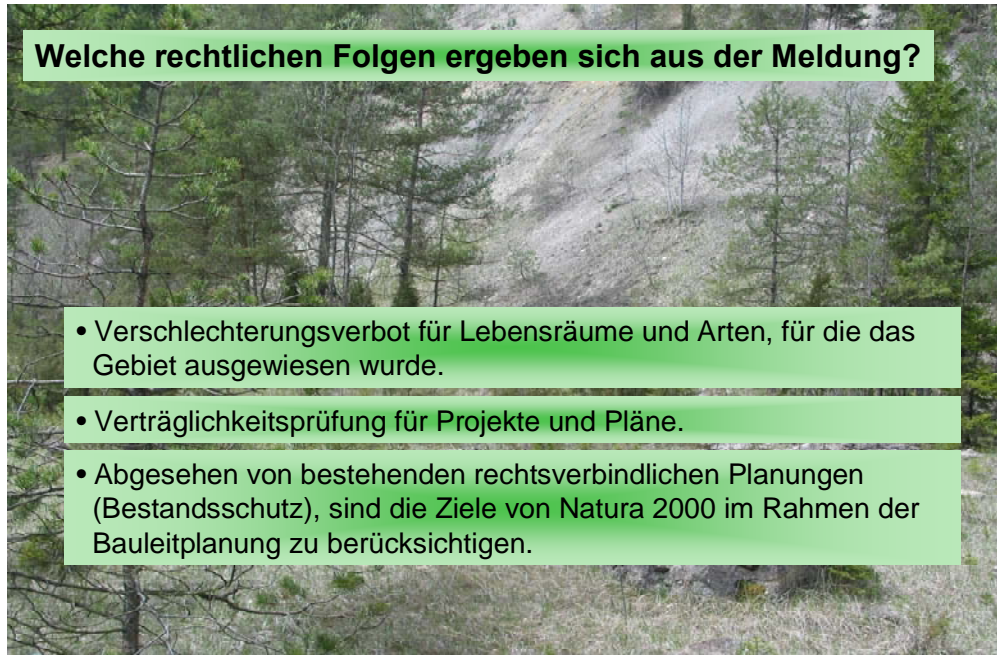 Welche rechtlichen Folgen ergeben sich aus der Meldung?
• Verschlechterungsverbot für Lebensräume und Arten, für die das
Gebiet ausgewiesen wurde.
• Verträglichkeitsprüfung für Projekte und Pläne.
• Abgesehen von bestehenden rechtsverbindlichen Planungen
(Bestandsschutz), sind die Ziele von Natura 2000 im Rahmen der
Bauleitplanung zu berücksichtigen.